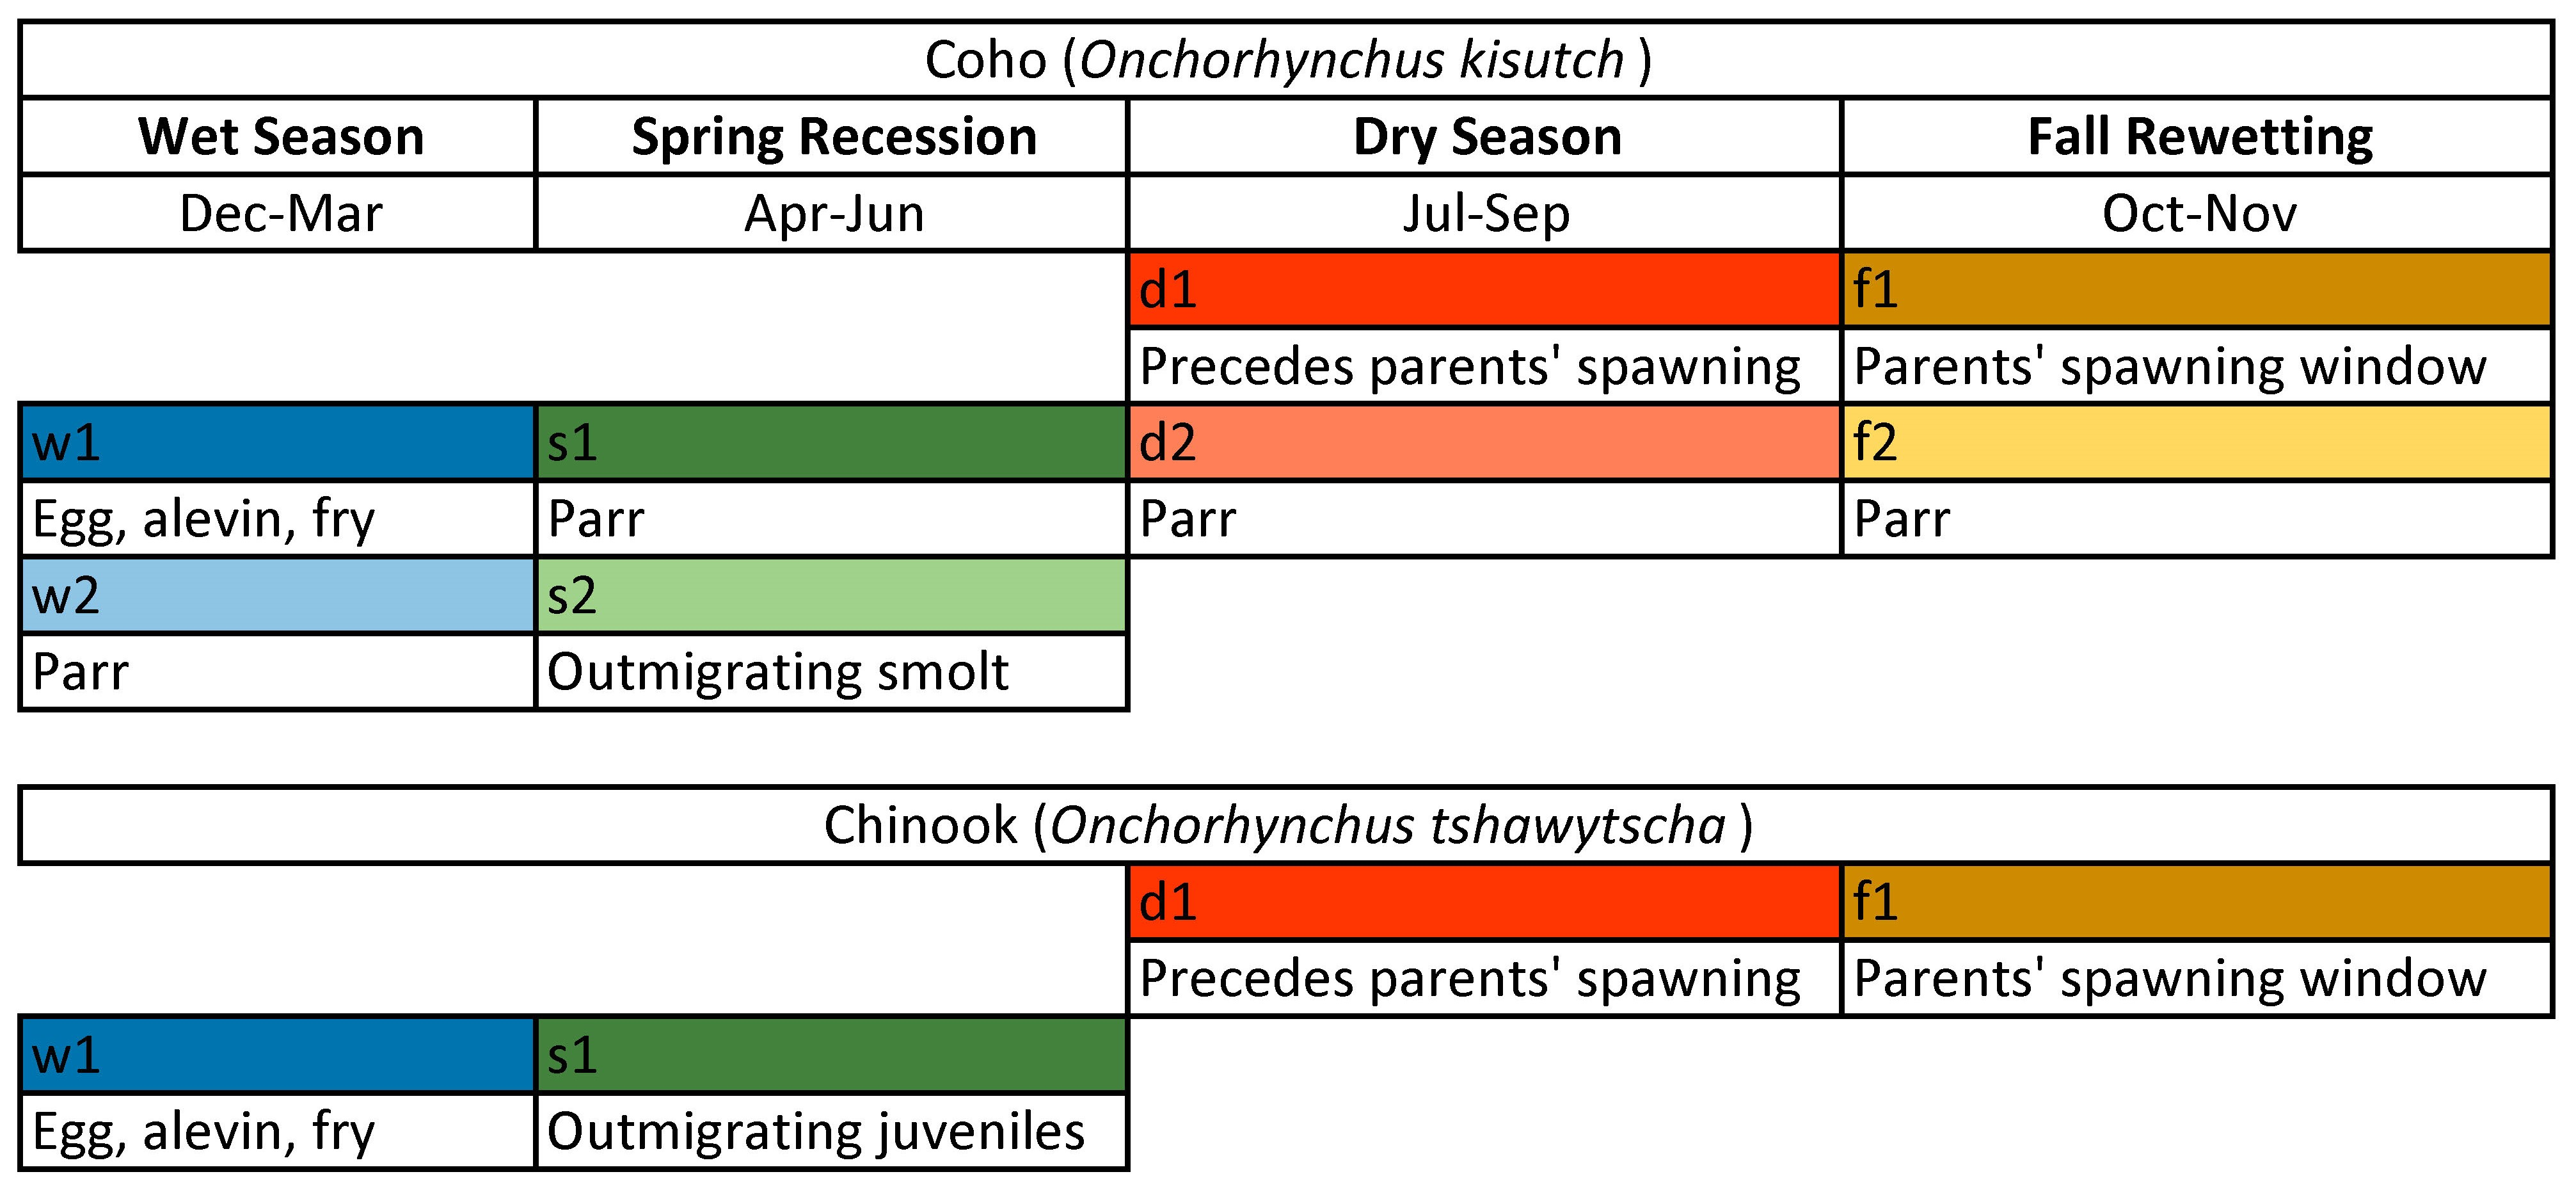 Coho (Onchorhynchus kisutch )
Wet Season Spring Recession Dry Season Fall Rewetting
Dec-Mar Apr-Jun Jul-Sep Oct-Nov
d1 f1
Precedes parents' spawning Parents' spawning window
w1 s1 d2 f2
Egg, alevin, fry Parr Parr Parr
w2 s2
Parr Outmigrating smolt
Chinook (Onchorhynchus tshawytscha )
d1 f1
Precedes parents' spawning Parents' spawning window
w1 s1
Egg, alevin, fry Outmigrating juveniles